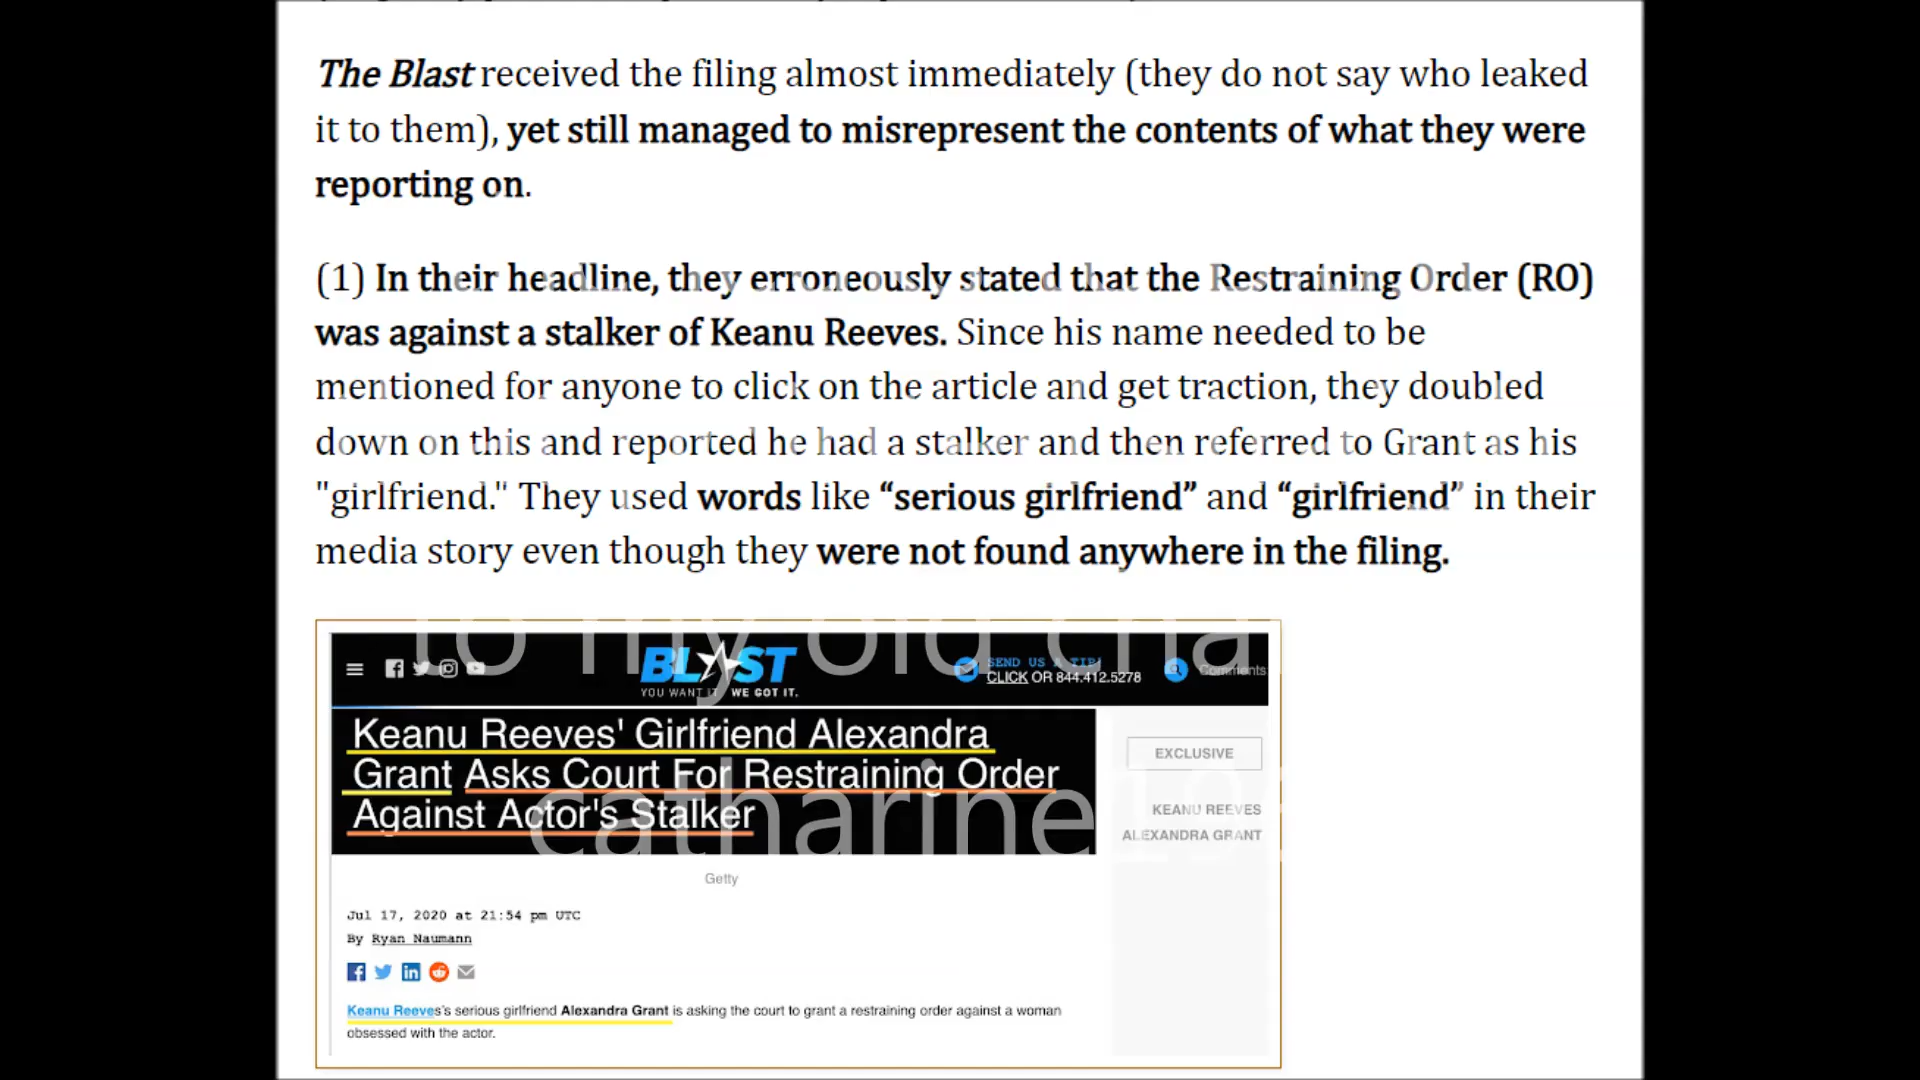 The Blast received the filing almost immediately (they do not say who leaked
it to them), yet still managed to misrepresent the contents of what they were
reporting on.
(1) In their headline, they erroneously stated that the Restraining Order (RO)
was against a stalker of Keanu Reeves. Since his name needed to be
mentioned for anyone to click on the article and get traction, they doubled
down on this and reported he had a stalker and then referred to Grant as his
"girlfriend." They used words like “serious girlfriend” and “girlfriend” in their
media story even though they were not found anywhere in the filing.
to my old cha
BLAST
YOU WANT IT WE GOT IT.
SEND US A TIP!
CLICK OR 844.412.5278
Comments
Keanu Reeves' Girlfriend Alexandra
Grant Asks Court For Restraining Order
Against Actor's Stalker
catharine
EXCLUSIVE
KEANU REEVES
ALEXANDRA GRANT
Getty
Jul 17, 2020 at 21:54 pm UTC
By Ryan Naumann
Keanu Reeves's serious girlfriend Alexandra Grant is asking the court to grant a restraining order against a woman
obsessed with the actor.